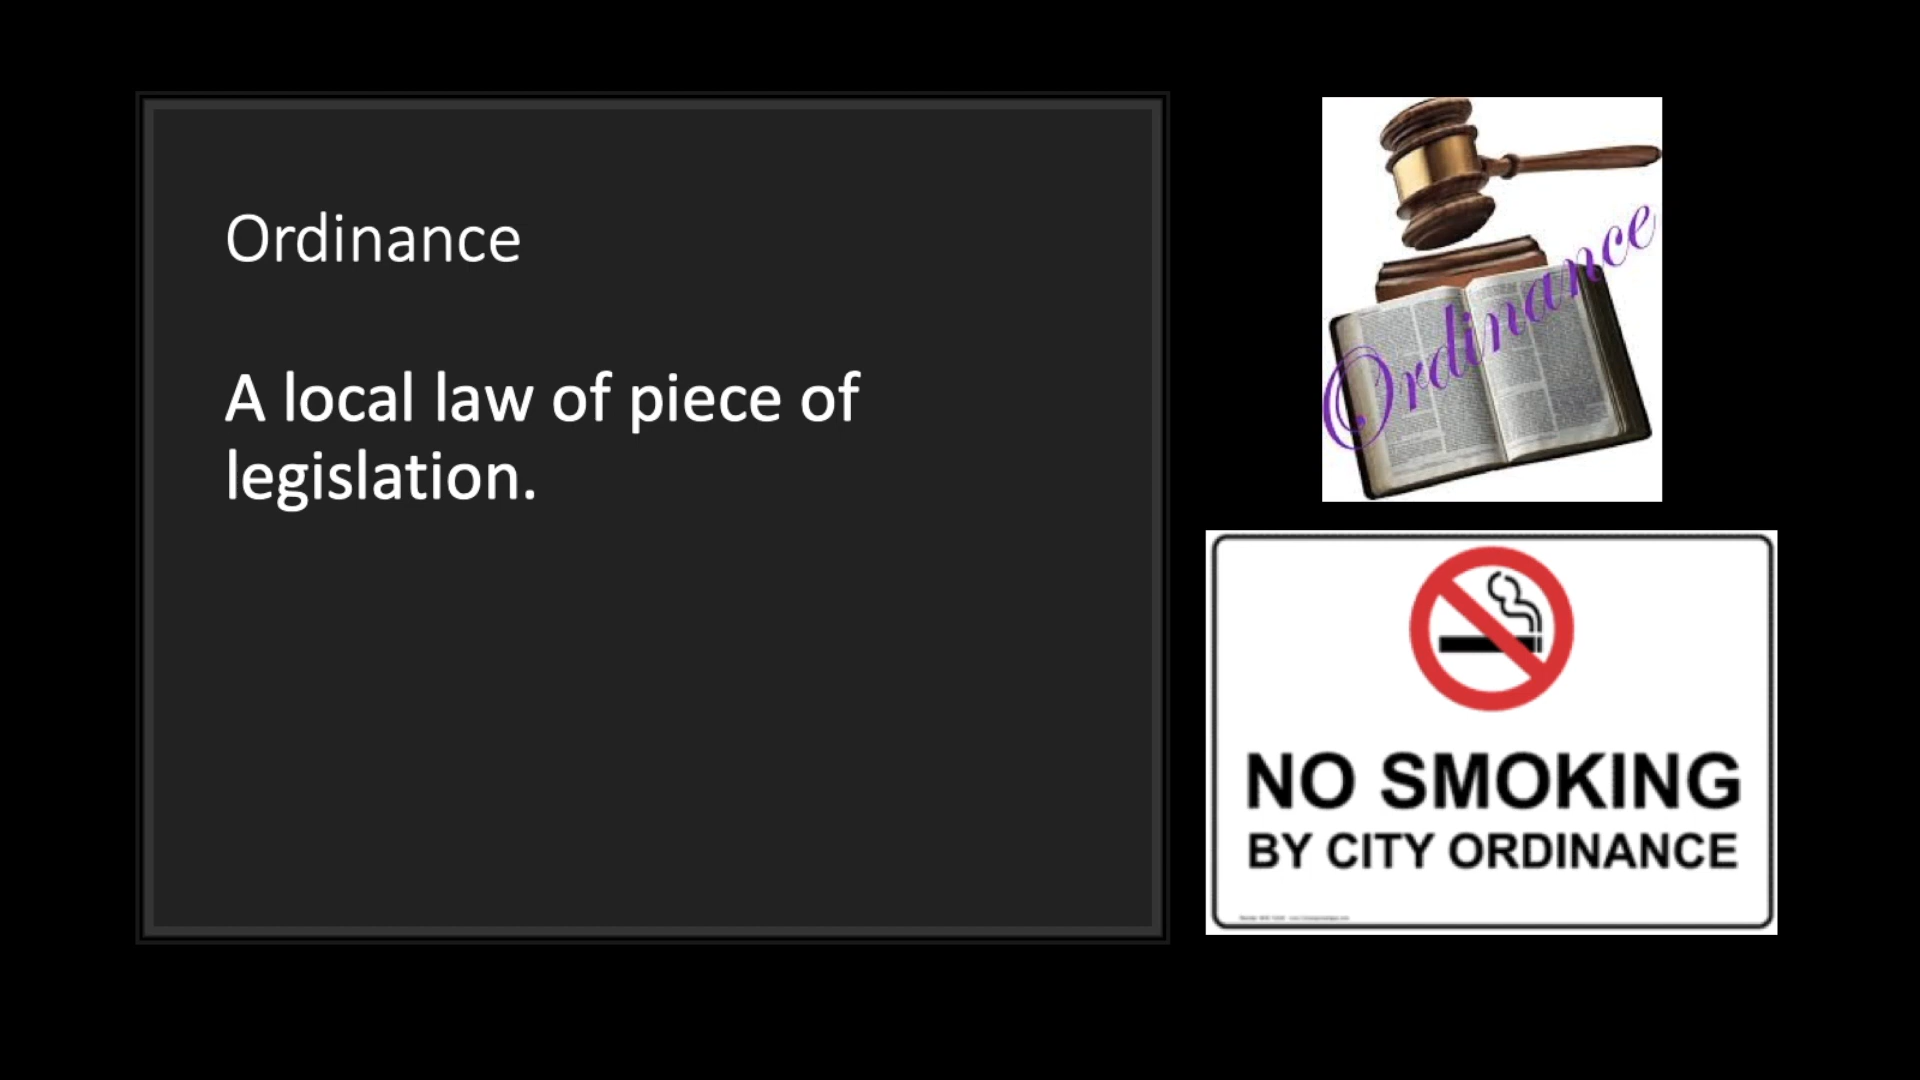 Ordinance
A local law of piece of
legislation.
Ordinance
NO SMOKING
BY CITY ORDINANCE